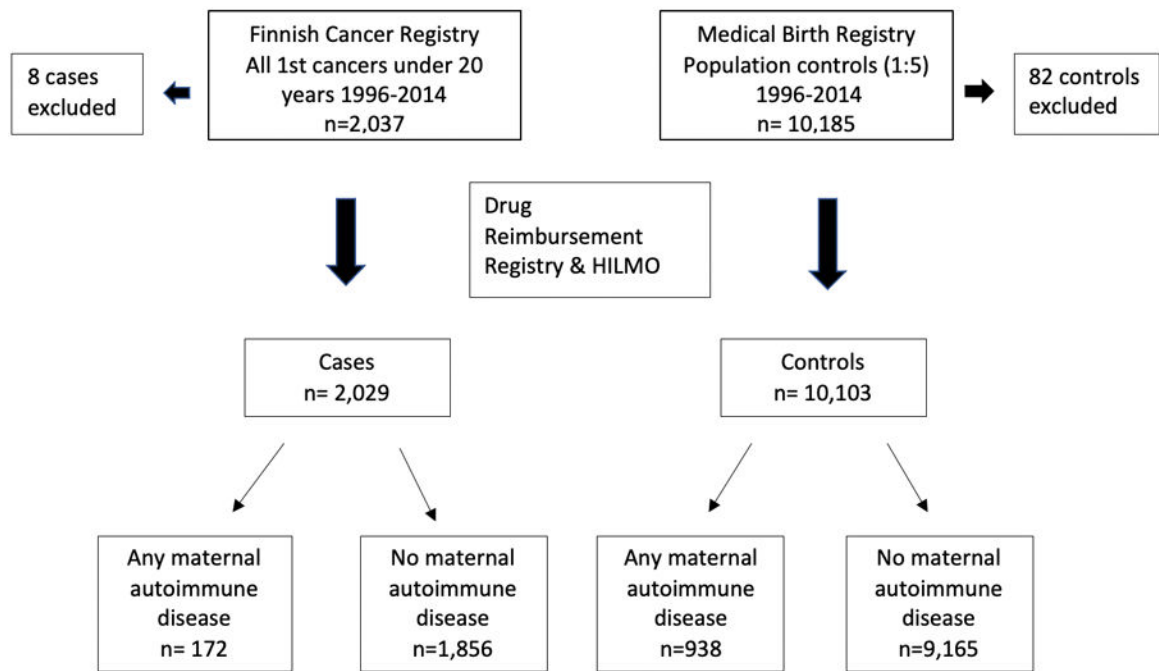 8 cases
excluded
Finnish Cancer Registry
All 1st cancers under 20
years 1996-2014
n=2,037
Medical Birth Registry
Population controls (1:5)
1996-2014
n= 10,185
82 controls
excluded
Drug
Reimbursement
Registry & HILMO
Cases
n= 2,029
Controls
n= 10,103
Any maternal
autoimmune
disease
n= 172
No maternal
autoimmune
disease
n=1,856
Any maternal
autoimmune
disease
n=938
No maternal
autoimmune
disease
n=9,165